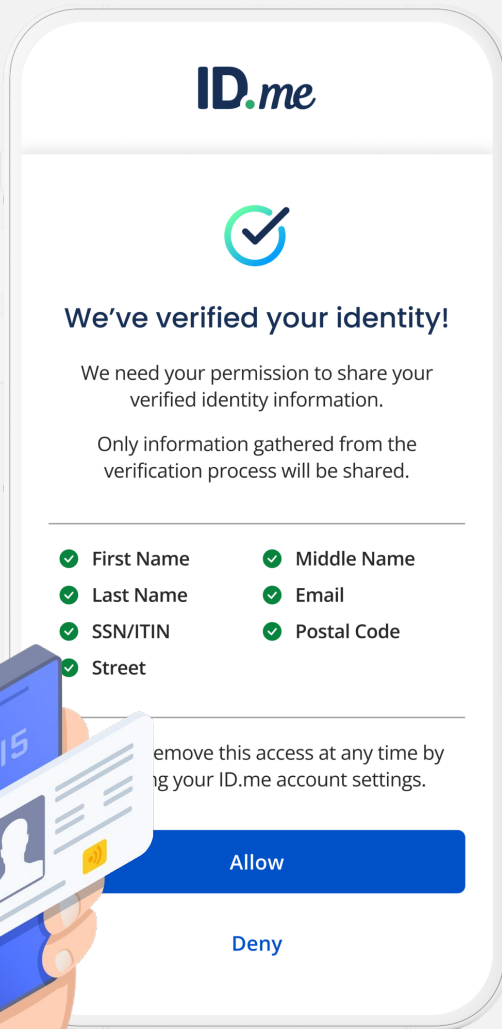 ID.me
We've verified your identity!
We need your permission to share your
verified identity information.
Only information gathered from the
verification process will be shared.
First Name
Middle Name
Last Name
Email
SSN/ITIN
Postal Code
Street
15
this access at any time by
your ID.me account settings.
Allow
Deny